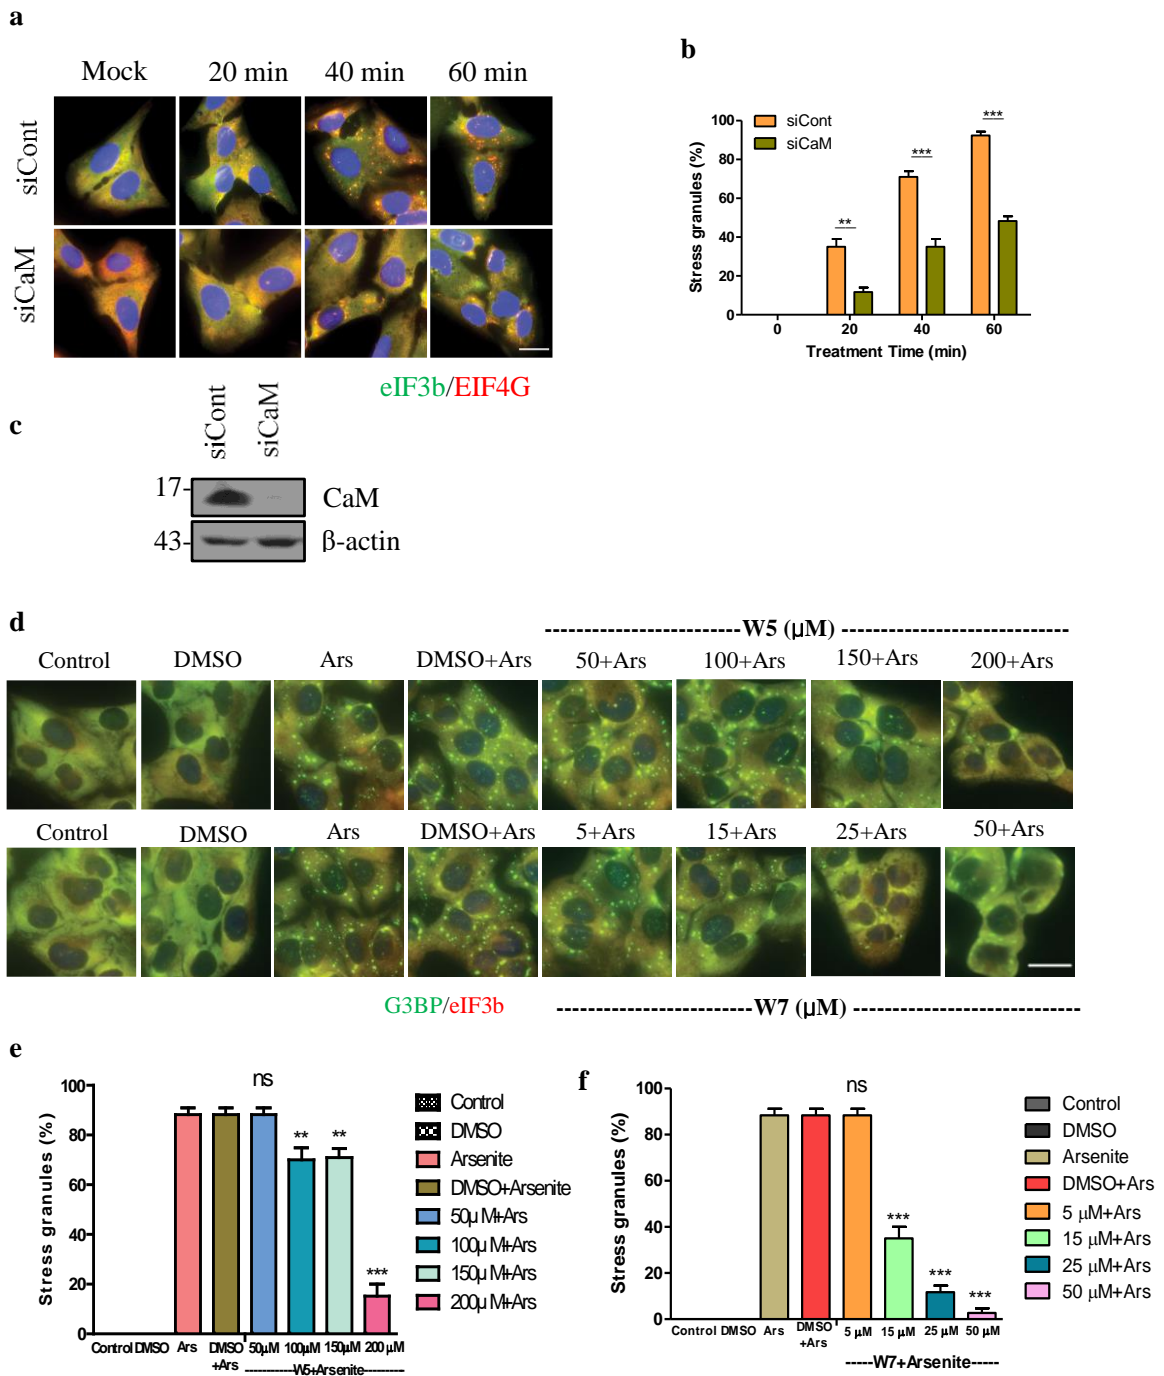 a
Mock 20 min 40 min 60 min
siCont
siCaM
eIF3b/EIF4G
b
siCont
siCaM
Stress granules (%)
100
80
60
40
20
0
** *** ***
0 20 40 60
Treatment Time (min)
c
siCont siCaM
17- CaM
43- β-actin
d
W5 (μM)
Control DMSO Ars DMSO+Ars 50+Ars 100+Ars 150+Ars 200+Ars
Control DMSO Ars DMSO+Ars 5+Ars 15+Ars 25+Ars 50+Ars
G3BP/eIF3b
W7 (μM)
e
Stress granules (%)
100
80
60
40
20
0
ns
** **
***
Control DMSO Ars DMSO+Ars 50μM 100μM 150μM 200 μM
-----------W5+Arsenite-----------
Control
DMSO
Arsenite
DMSO+Arsenite
50μ M+Ars
100μ M+Ars
150μ M+Ars
200μ M+Ars
f
Stress granules (%)
100
80
60
40
20
0
ns
***
***
***
Control DMSO Ars DMSO+Ars 5 μM 15 μM 25 μM 50 μM
-----W7+Arsenite-----
Control
DMSO
Arsenite
DMSO+Ars
5 μM+Ars
15 μM+Ars
25 μM+Ars
50 μM+Ars